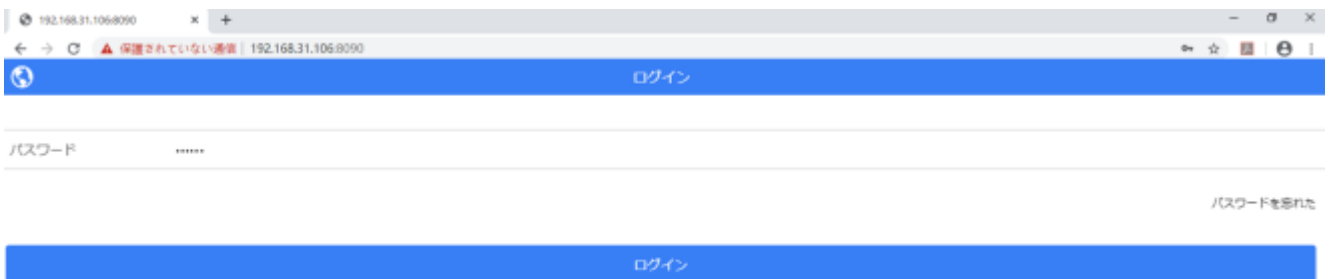 192.168.31.106:8090
保護されていない通信 | 192.168.31.106:8090
ログイン
パスワード ••••••
パスワードを忘れた
ログイン